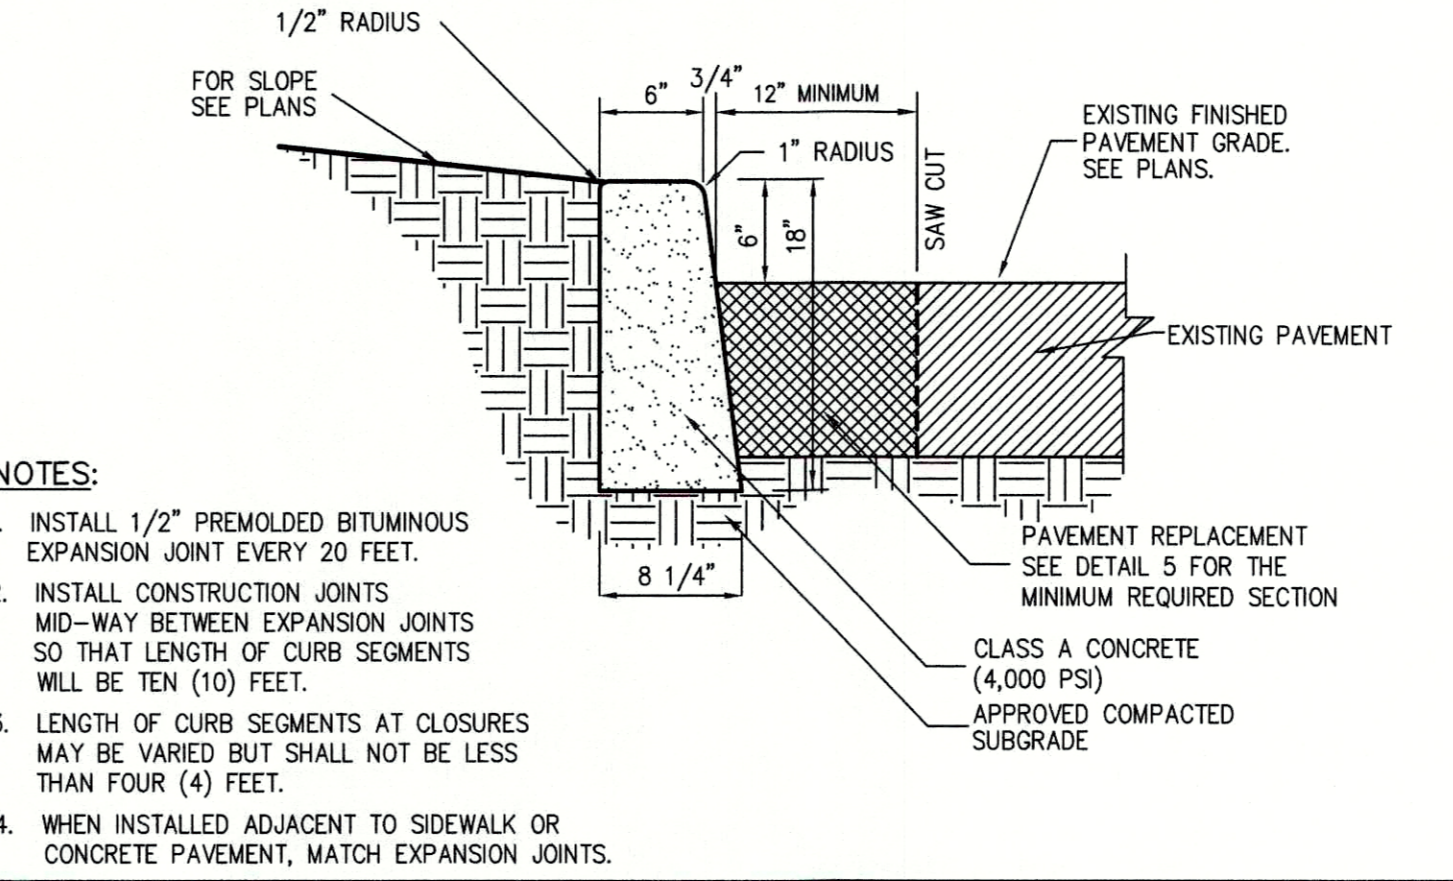 1/2" RADIUS
FOR SLOPE
SEE PLANS
6"
3/4"
12" MINIMUM
1" RADIUS
EXISTING FINISHED
PAVEMENT GRADE.
SEE PLANS.
SAW CUT
6"
18"
EXISTING PAVEMENT
8 1/4"
PAVEMENT REPLACEMENT
SEE DETAIL 5 FOR THE
MINIMUM REQUIRED SECTION
CLASS A CONCRETE
(4,000 PSI)
APPROVED COMPACTED
SUBGRADE
NOTES:
. INSTALL 1/2" PREMOLDED BITUMINOUS
EXPANSION JOINT EVERY 20 FEET.
2. INSTALL CONSTRUCTION JOINTS
MID-WAY BETWEEN EXPANSION JOINTS
SO THAT LENGTH OF CURB SEGMENTS
WILL BE TEN (10) FEET.
3. LENGTH OF CURB SEGMENTS AT CLOSURES
MAY BE VARIED BUT SHALL NOT BE LESS
THAN FOUR (4) FEET.
4. WHEN INSTALLED ADJACENT TO SIDEWALK OR
CONCRETE PAVEMENT, MATCH EXPANSION JOINTS.